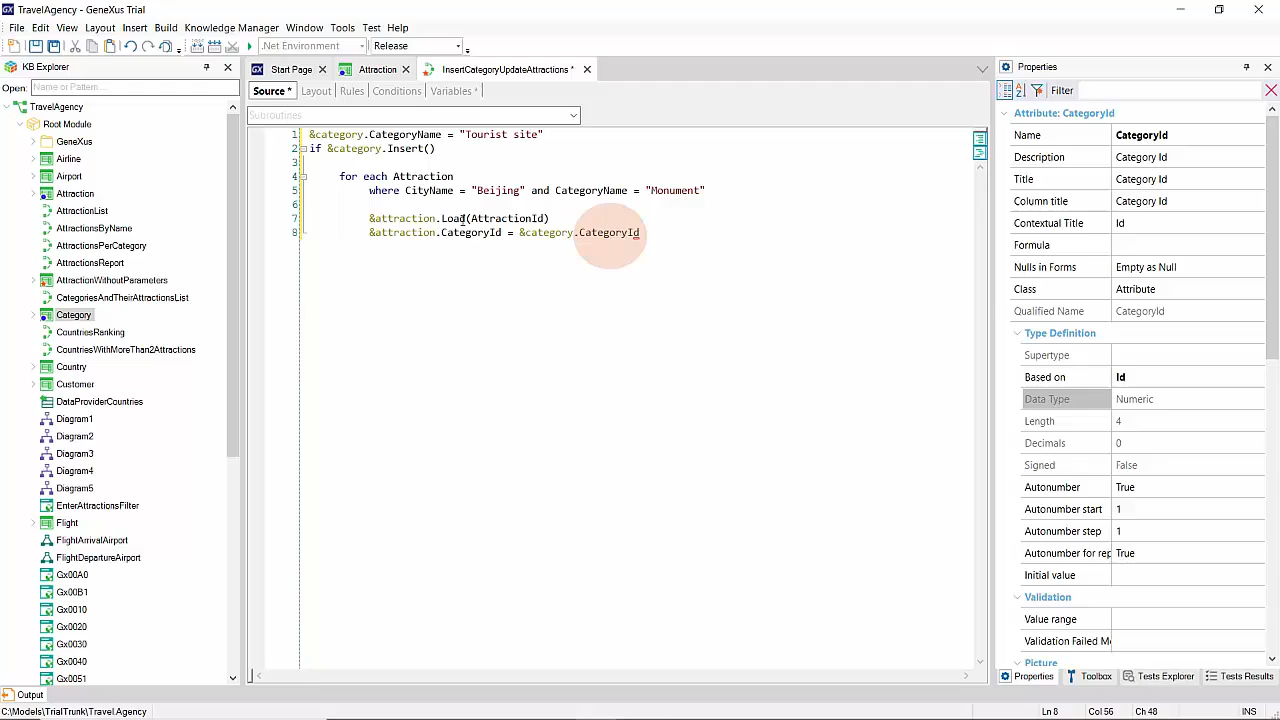 TravelAgency - GeneXus Trial
File Edit View Layout Insert Build Knowledge Manager Window Tools Test Help
.Net Environment Release
KB Explorer
Open: Name or Pattern...
TravelAgency
Root Module
GeneXus
Airline
Airport
Attraction
AttractionList
AttractionsByName
AttractionsPerCategory
AttractionsReport
AttractionWithoutParameters
CategoriesAndTheirAttractionsList
Category
CountriesRanking
CountriesWithMoreThan2Attractions
Country
Customer
DataProviderCountries
Diagram1
Diagram2
Diagram3
Diagram4
Diagram5
EnterAttractionsFilter
Flight
FlightArrivalAirport
FlightDepartureAirport
Gx00A0
Gx00B1
Gx0010
Gx0020
Gx0030
Gx0040
Gx0051
Start Page Attraction InsertCategoryUpdateAttractions *
Source * Layout Rules Conditions Variables *
Subroutines
1 &category.CategoryName = "Tourist site"
2 if &category.Insert()
3
4 for each Attraction
5 where CityName = "Beijing" and CategoryName = "Monument"
6
7 &attraction.Load(AttractionId)
8 &attraction.CategoryId = &category.CategoryId
Properties
Filter
Attribute: CategoryId
Name CategoryId
Description Category Id
Title Category Id
Column title Category Id
Contextual Title Id
Formula
Nulls in Forms Empty as Null
Class Attribute
Qualified Name CategoryId
Type Definition
Supertype
Based on Id
Data Type Numeric
Length 4
Decimals 0
Signed False
Autonumber True
Autonumber start 1
Autonumber step 1
Autonumber for rep True
Initial value
Validation
Value range
Validation Failed M
Picture
Properties Toolbox Tests Explorer Tests Results
Output
C:\Models\TrialTrunk\Travel.Agency Ln 8 Col 56 Ch 48 INS